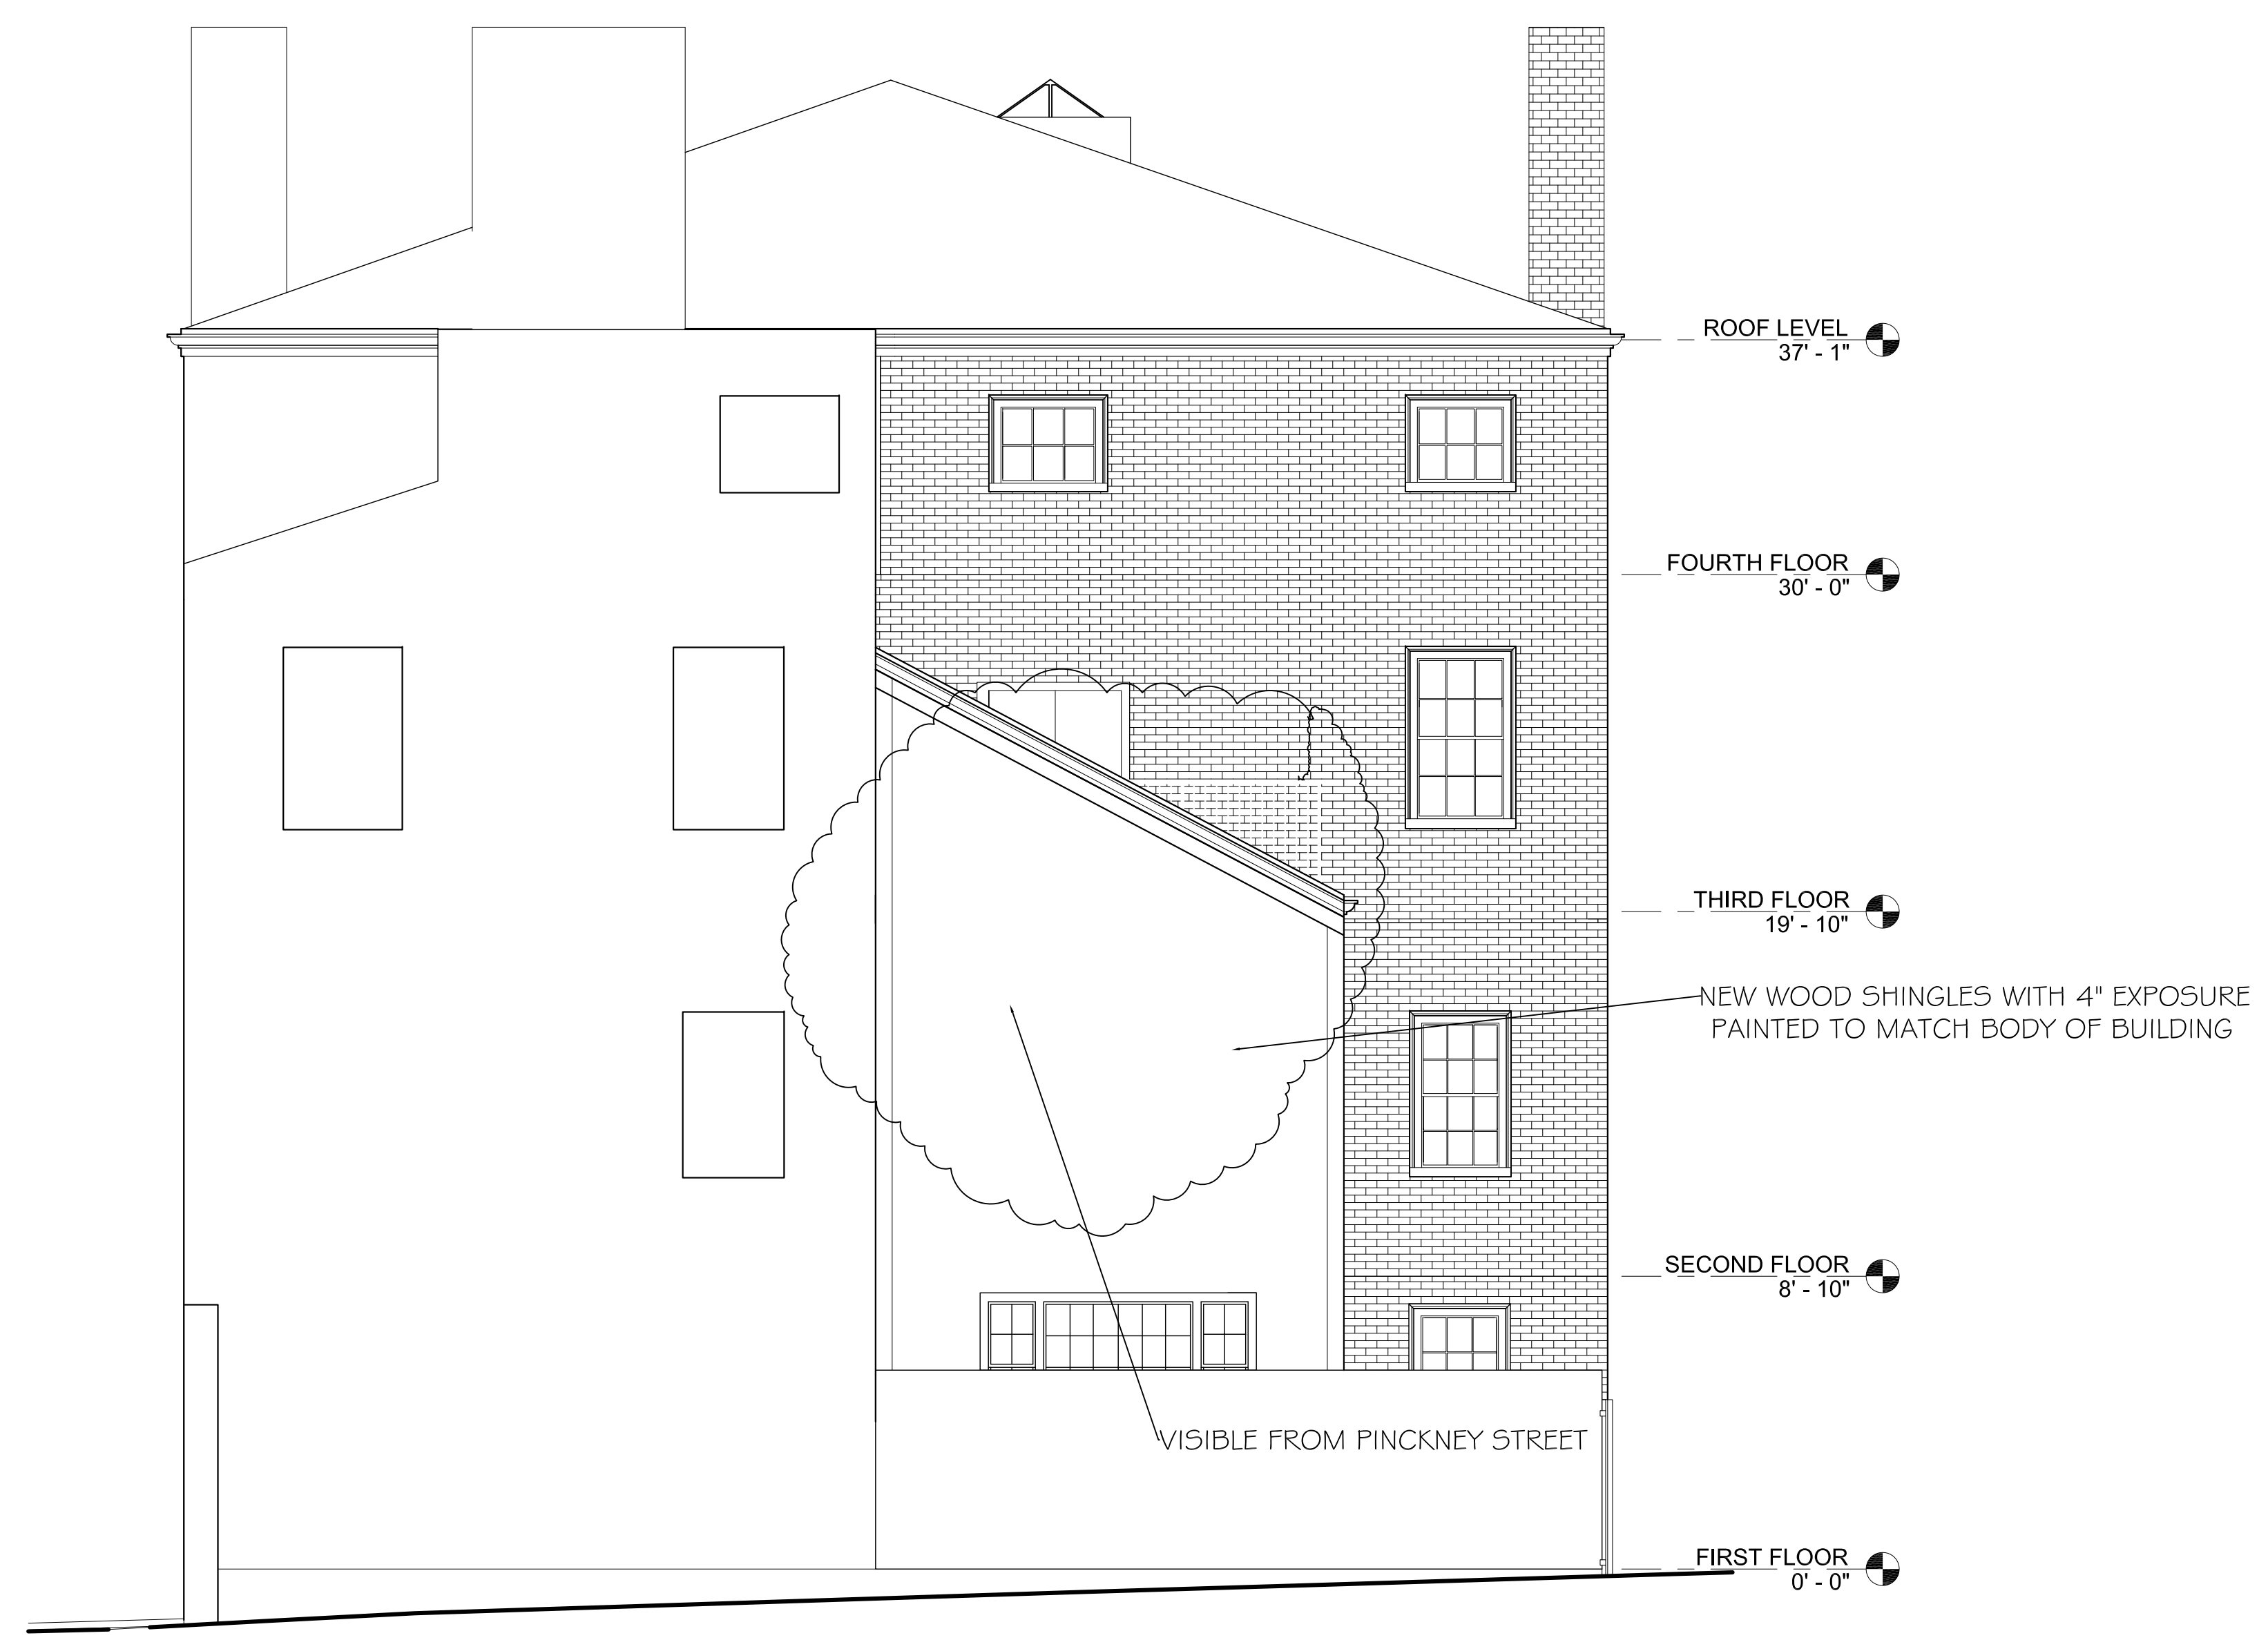 ROOF LEVEL
37' - 1"
FOURTH FLOOR
30' - 0"
THIRD FLOOR
19' - 10"
NEW WOOD SHINGLES WITH 4" EXPOSURE
PAINTED TO MATCH BODY OF BUILDING
SECOND FLOOR
8' - 10"
VISIBLE FROM PINCKNEY STREET
FIRST FLOOR
0' - 0"